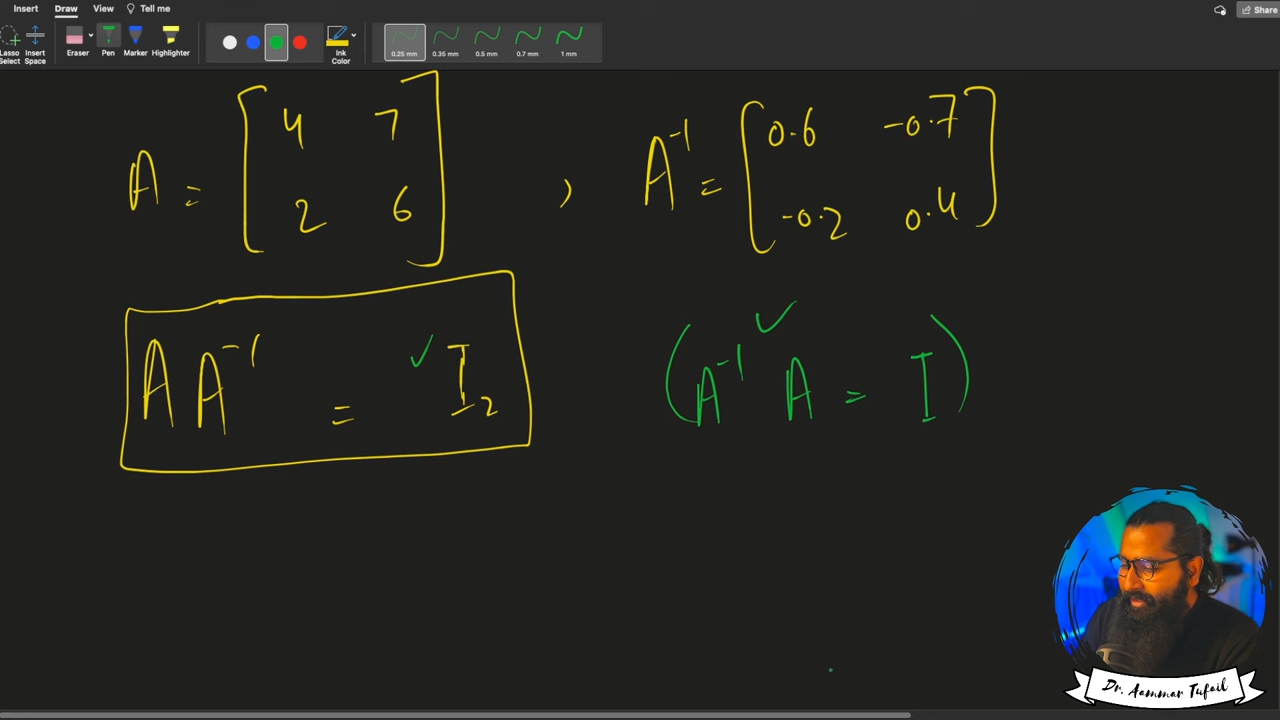 Insert Draw View Tell me
Share
Lasso Select
Insert Space
Eraser
Pen
Marker
Highlighter
Ink Color
0.25 mm
0.35 mm
0.5 mm
0.7 mm
1 mm
A = [4 7
2 6] , A⁻¹ = [0.6 -0.7
-0.2 0.4]
A A⁻¹ = ✓ I₂
(A⁻¹ ✓ A = I)
Dr. Aammar Tufail